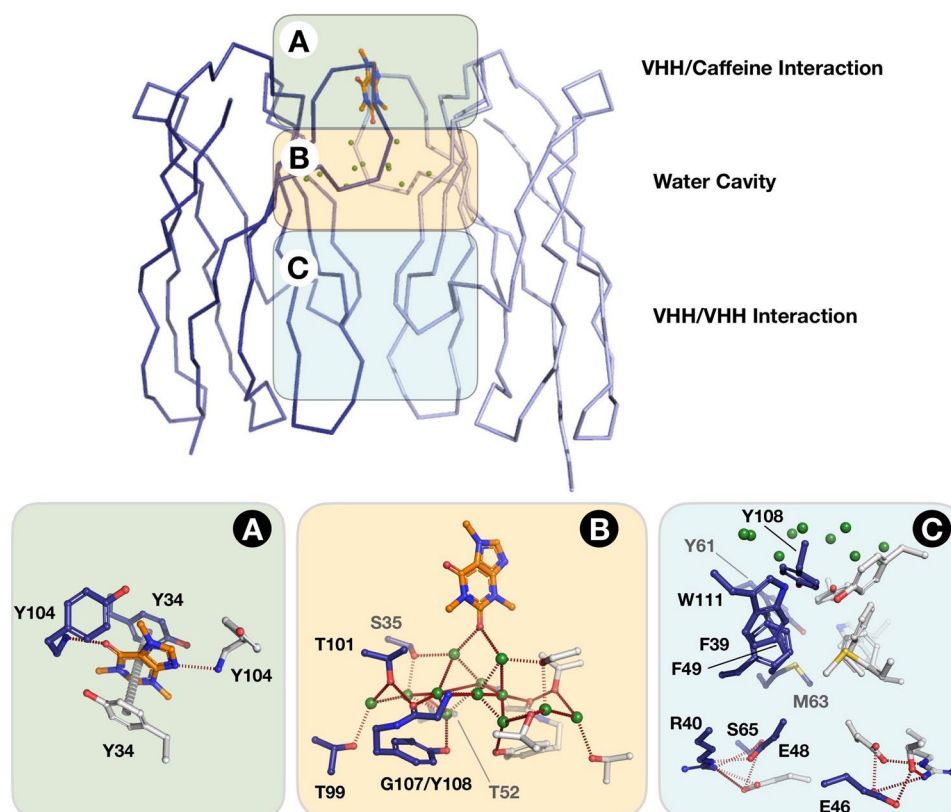 A
VHH/Caffeine Interaction
B
Water Cavity
C
VHH/VHH Interaction
A
Y104
Y34
Y104
Y34
B
S35
T101
T99
G107/Y108
T52
C
Y108
Y61
W111
F39
F49
M63
R40
S65
E48
E46